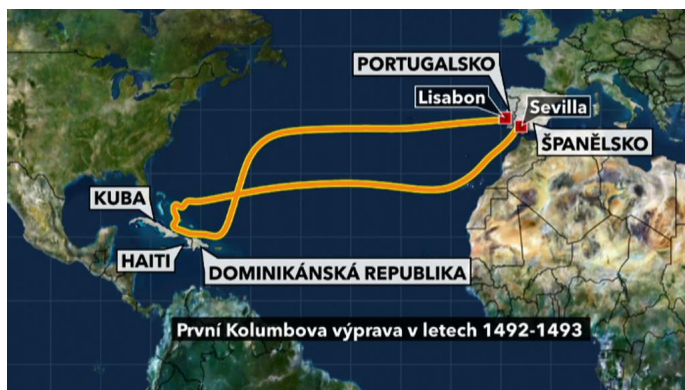 PORTUGALSKO
Lisabon
Sevilla
ŠPANĚLSKO
KUBA
HAITI
DOMINIKÁNSKÁ REPUBLIKA
První Kolumbova výprava v letech 1492-1493